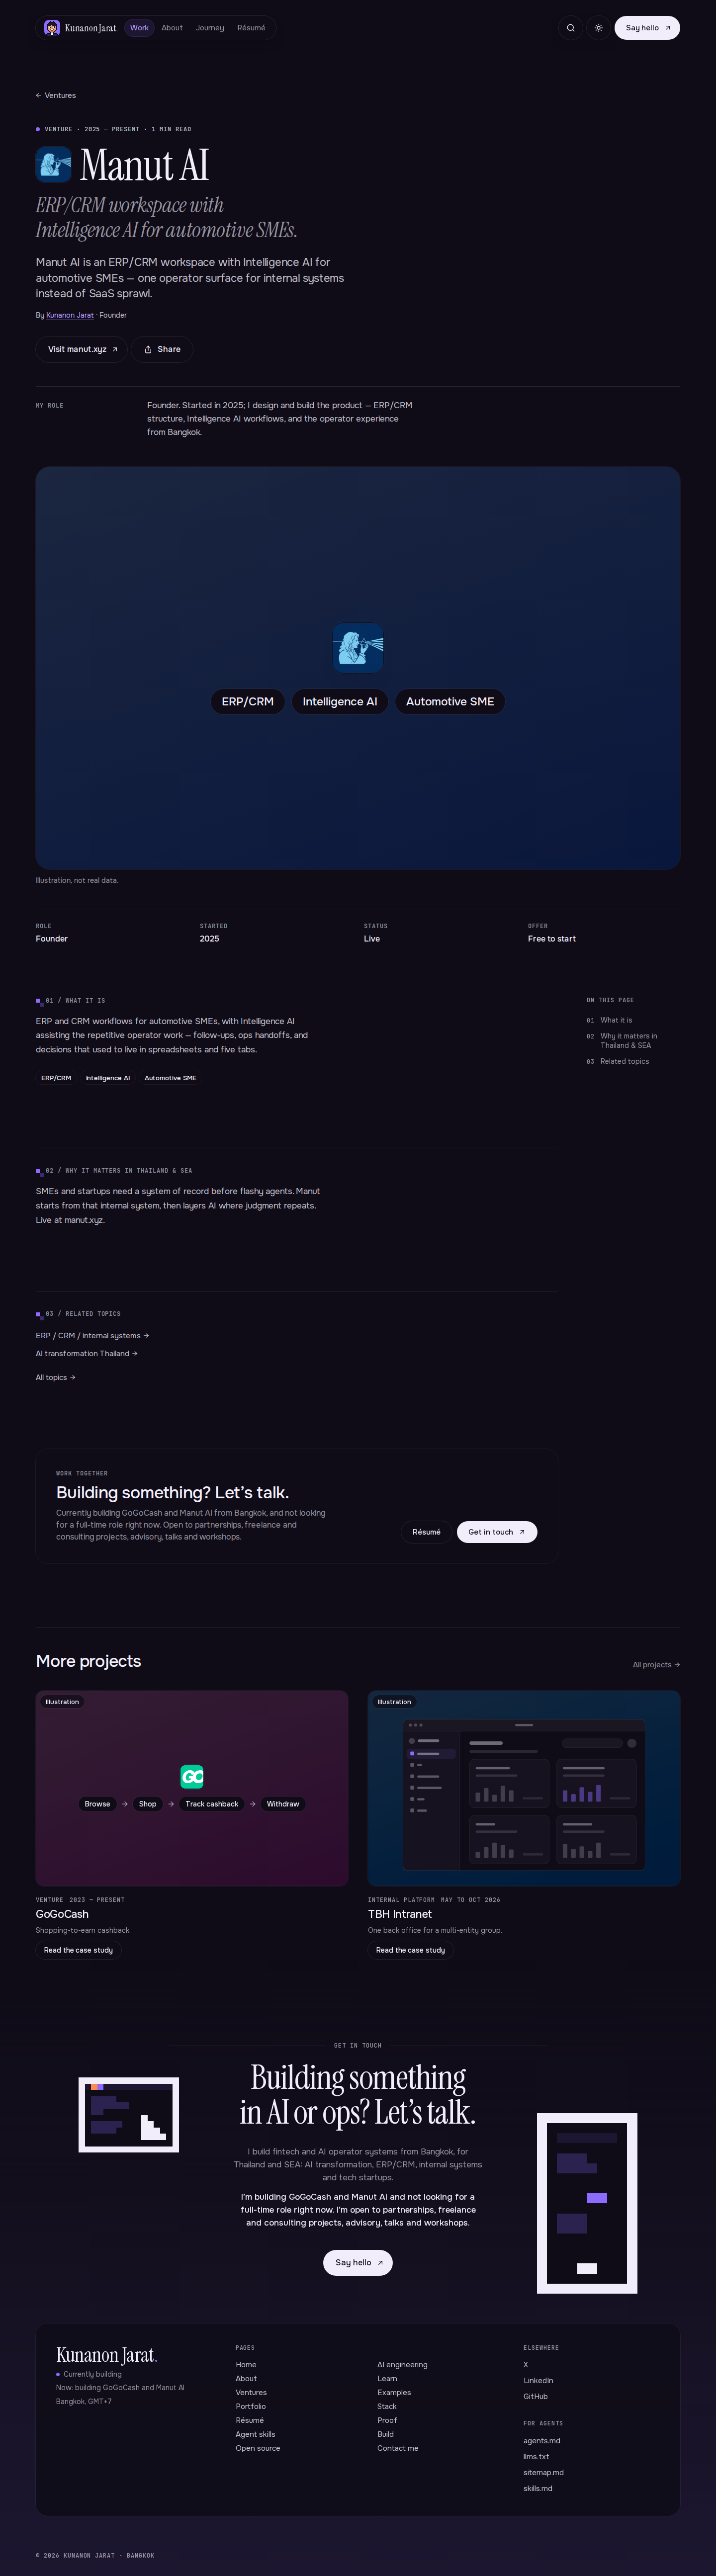 Kunanon Jarat.
Work
About
Journey
Résumé
Say hello ↗
← Ventures
VENTURE · 2025 — PRESENT · 1 MIN READ
Manut AI
ERP/CRM workspace with
Intelligence AI for automotive SMEs.
Manut AI is an ERP/CRM workspace with Intelligence AI for
automotive SMEs — one operator surface for internal systems
instead of SaaS sprawl.
By Kunanon Jarat · Founder
Visit manut.xyz ↗
Share
MY ROLE
Founder. Started in 2025; I design and build the product — ERP/CRM
structure, Intelligence AI workflows, and the operator experience
from Bangkok.
ERP/CRM
Intelligence AI
Automotive SME
Illustration, not real data.
ROLE
Founder
STARTED
2025
STATUS
Live
OFFER
Free to start
01 / WHAT IT IS
ERP and CRM workflows for automotive SMEs, with Intelligence AI
assisting the repetitive operator work — follow-ups, ops handoffs, and
decisions that used to live in spreadsheets and five tabs.
ERP/CRM
Intelligence AI
Automotive SME
ON THIS PAGE
01 What it is
02 Why it matters in
Thailand & SEA
03 Related topics
02 / WHY IT MATTERS IN THAILAND & SEA
SMEs and startups need a system of record before flashy agents. Manut
starts from that internal system, then layers AI where judgment repeats.
Live at manut.xyz.
03 / RELATED TOPICS
ERP / CRM / internal systems →
AI transformation Thailand →
All topics →
WORK TOGETHER
Building something? Let’s talk.
Currently building GoGoCash and Manut AI from Bangkok, and not looking
for a full-time role right now. Open to partnerships, freelance and
consulting projects, advisory, talks and workshops.
Résumé
Get in touch ↗
More projects
All projects →
Illustration
GO
Browse → Shop → Track cashback → Withdraw
VENTURE 2023 — PRESENT
GoGoCash
Shopping-to-earn cashback.
Read the case study
Illustration
INTERNAL PLATFORM MAY TO OCT 2026
TBH Intranet
One back office for a multi-entity group.
Read the case study
GET IN TOUCH
Building something
in AI or ops? Let’s talk.
I build fintech and AI operator systems from Bangkok, for
Thailand and SEA: AI transformation, ERP/CRM, internal systems
and tech startups.
I’m building GoGoCash and Manut AI and not looking for a
full-time role right now. I’m open to partnerships, freelance
and consulting projects, advisory, talks and workshops.
Say hello ↗
Kunanon Jarat.
Currently building
Now: building GoGoCash and Manut AI
Bangkok, GMT+7
PAGES
Home
About
Ventures
Portfolio
Résumé
Agent skills
Open source
AI engineering
Learn
Examples
Stack
Proof
Build
Contact me
ELSEWHERE
X
LinkedIn
GitHub
FOR AGENTS
agents.md
llms.txt
sitemap.md
skills.md
© 2026 KUNANON JARAT · BANGKOK